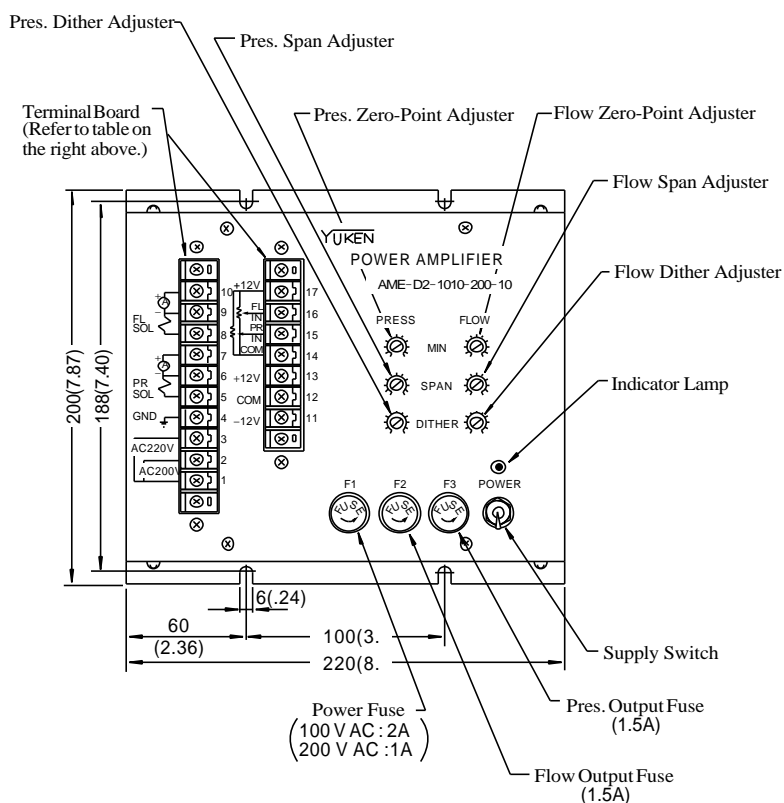 Pres. Dither Adjuster
Pres. Span Adjuster
Terminal Board
(Refer to table on
the right above.)
Pres. Zero-Point Adjuster
Flow Zero-Point Adjuster
Flow Span Adjuster
Flow Dither Adjuster
Indicator Lamp
YUKEN
POWER AMPLIFIER
AME-D2-1010-200-10
PRESS
FLOW
MIN
SPAN
DITHER
10
9
8
7
6
5
4
3
2
1
+
A
-
FL
SOL
+
A
-
PR
SOL
GND
AC220V
AC200V
+12V
FL
IN
PR
IN
COM
+12V
COM
-12V
17
16
15
14
13
12
11
F1
F2
F3
POWER
FUSE
FUSE
FUSE
200(7.87)
188(7.40)
6(.24)
60
(2.36)
100(3.
220(8.
Supply Switch
Power Fuse
(100 V AC : 2A
200 V AC :1A)
Pres. Output Fuse
(1.5A)
Flow Output Fuse
(1.5A)